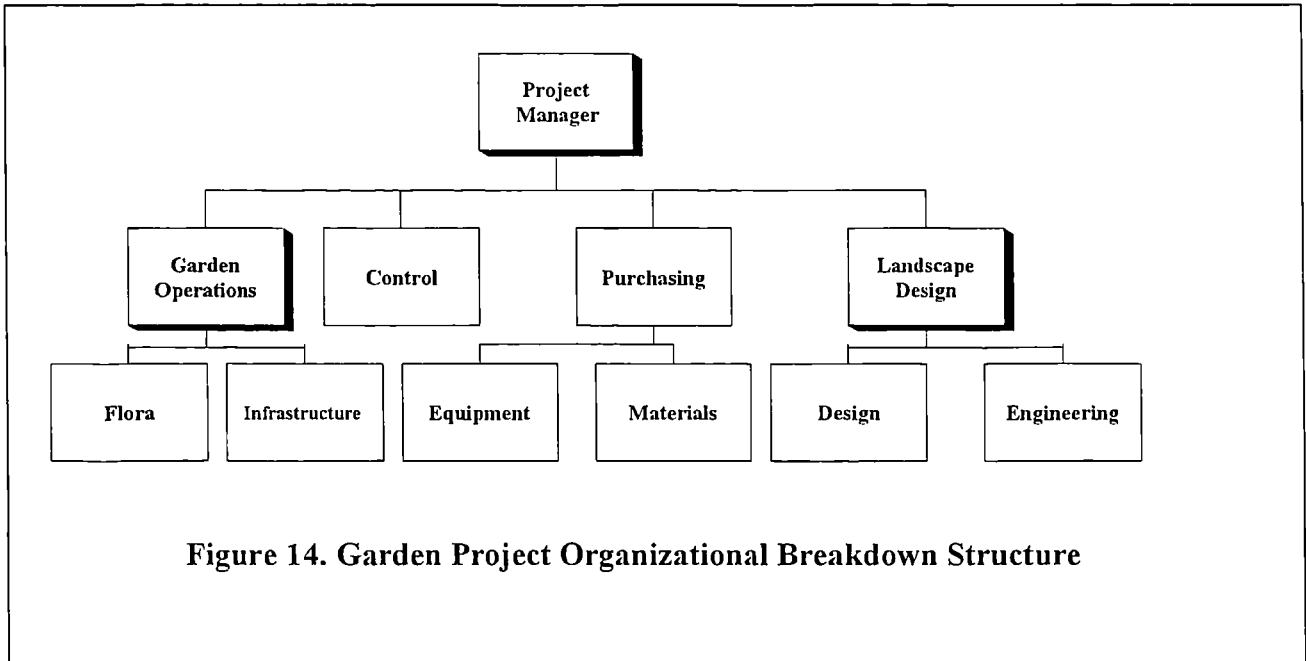 Project
Manager
Garden
Operations
Control
Purchasing
Landscape
Design
Flora
Infrastructure
Equipment
Materials
Design
Engineering
Figure 14. Garden Project Organizational Breakdown Structure